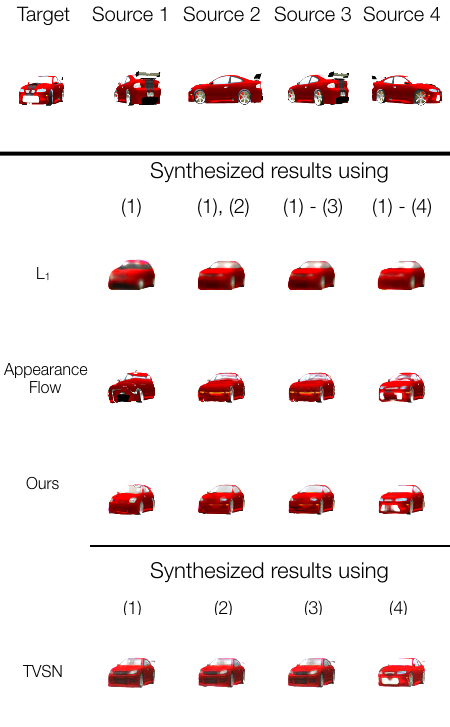 Target Source 1 Source 2 Source 3 Source 4
Synthesized results using
(1) (1), (2) (1) - (3) (1) - (4)
L₁
Appearance
Flow
Ours
Synthesized results using
(1) (2) (3) (4)
TVSN